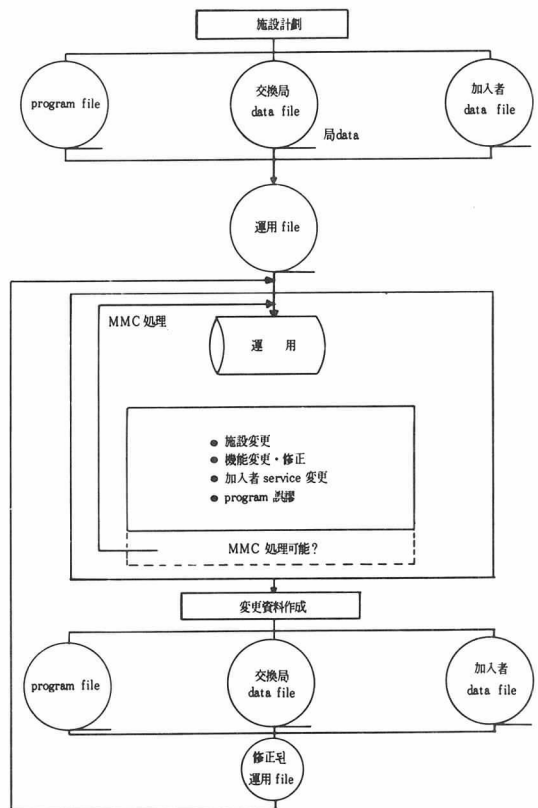 施設計劃
program file
交換局
data file
加入者
data file
局data
運用 file
MMC 処理
運 用
● 施設変更
● 機能変更・修正
● 加入者 service 変更
● program 誤謬
MMC 処理可能?
変更資料作成
program file
交換局
data file
加入者
data file
修正된
運用 file